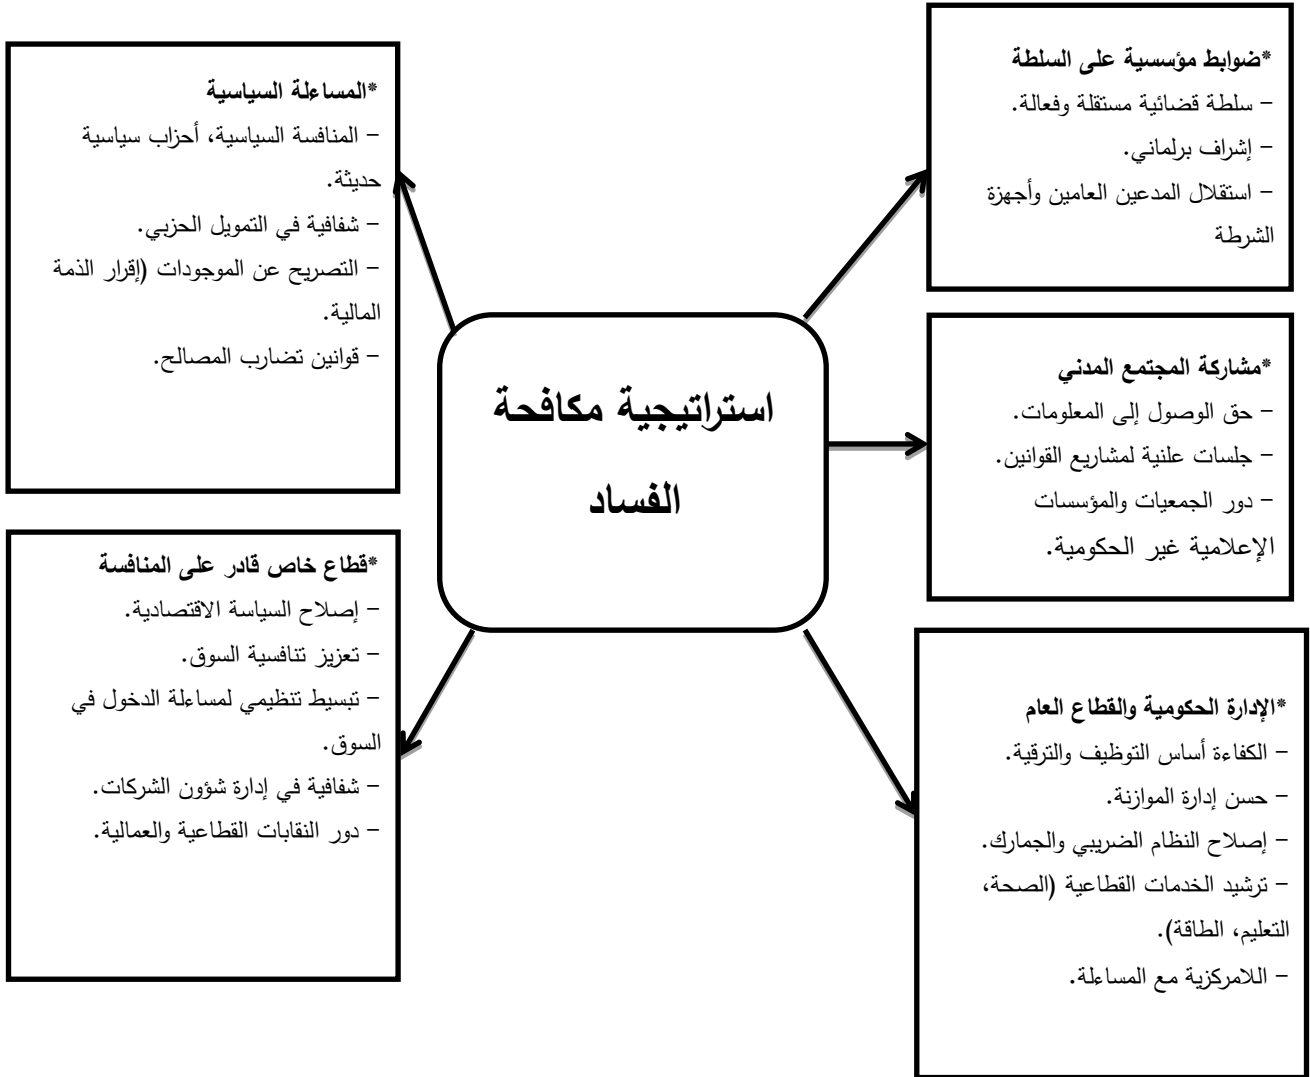 *ضوابط مؤسسية على السلطة
- سلطة قضائية مستقلة وفعالة.
- إشراف برلماني.
- استقلال المدعين العامين وأجهزة
الشرطة
*المساءلة السياسية
- المنافسة السياسية، أحزاب سياسية
حديثة.
- شفافية في التمويل الحزبي.
- التصريح عن الموجودات (إقرار الذمة
المالية.
- قوانين تضارب المصالح.
استراتيجية مكافحة
الفساد
*مشاركة المجتمع المدني
- حق الوصول إلى المعلومات.
- جلسات علنية لمشاريع القوانين.
- دور الجمعيات والمؤسسات
الإعلامية غير الحكومية.
*قطاع خاص قادر على المنافسة
- إصلاح السياسة الاقتصادية.
- تعزيز تنافسية السوق.
- تبسيط تنظيمي لمساءلة الدخول في
السوق.
- شفافية في إدارة شؤون الشركات.
- دور النقابات القطاعية والعمالية.
*الإدارة الحكومية والقطاع العام
- الكفاءة أساس التوظيف والترقية.
- حسن إدارة الموازنة.
- إصلاح النظام الضريبي والجمارك.
- ترشيد الخدمات القطاعية (الصحة،
التعليم، الطاقة).
- اللامركزية مع المساءلة.